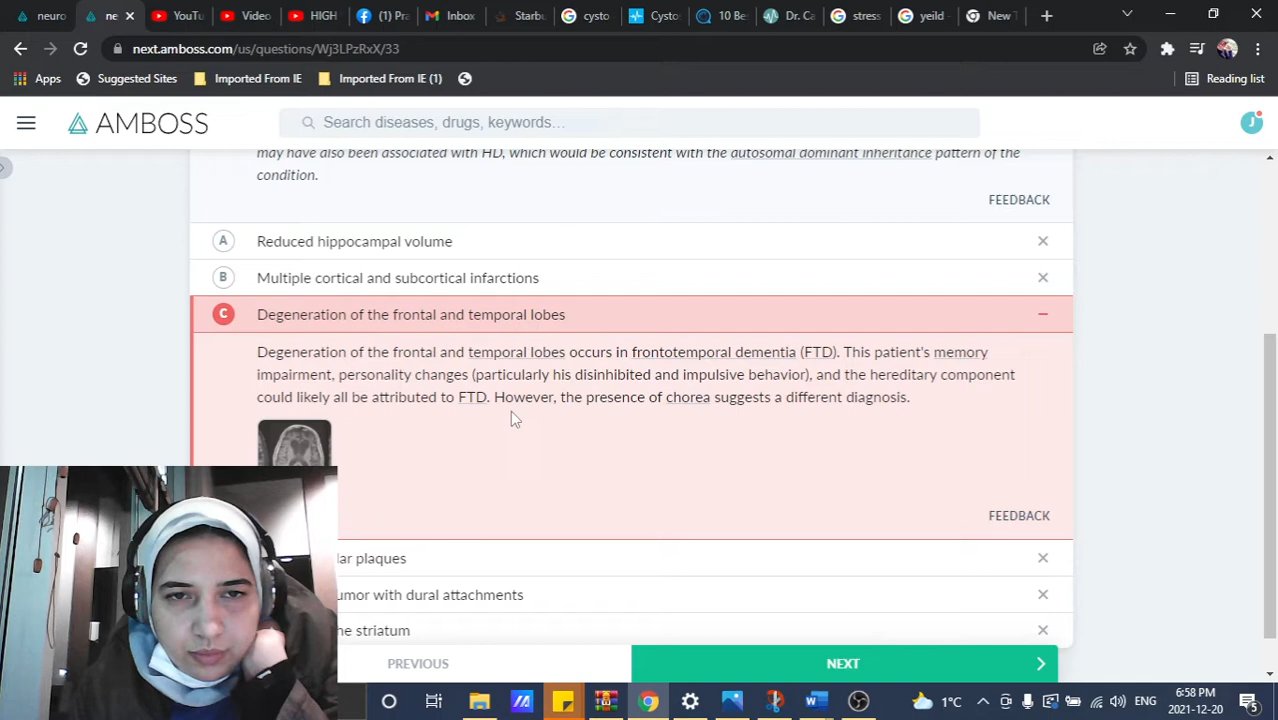 neuro
ne
YouTu
Video
HIGH
(1) Pra
Inbox
Starbu
cysto
Cysto
10 Be
Dr. Ca
stress
yeild
New T
next.amboss.com/us/questions/Wj3LPzRxX/33
Apps
Suggested Sites
Imported From IE
Imported From IE (1)
Reading list
AMBOSS
Search diseases, drugs, keywords…
J
may have also been associated with HD, which would be consistent with the autosomal dominant inheritance pattern of the
condition.
FEEDBACK
A Reduced hippocampal volume
B Multiple cortical and subcortical infarctions
C Degeneration of the frontal and temporal lobes
Degeneration of the frontal and temporal lobes occurs in frontotemporal dementia (FTD). This patient's memory
impairment, personality changes (particularly his disinhibited and impulsive behavior), and the hereditary component
could likely all be attributed to FTD. However, the presence of chorea suggests a different diagnosis.
FEEDBACK
lar plaques
umor with dural attachments
he striatum
PREVIOUS
NEXT
1°C
ENG
6:58 PM
2021-12-20
5